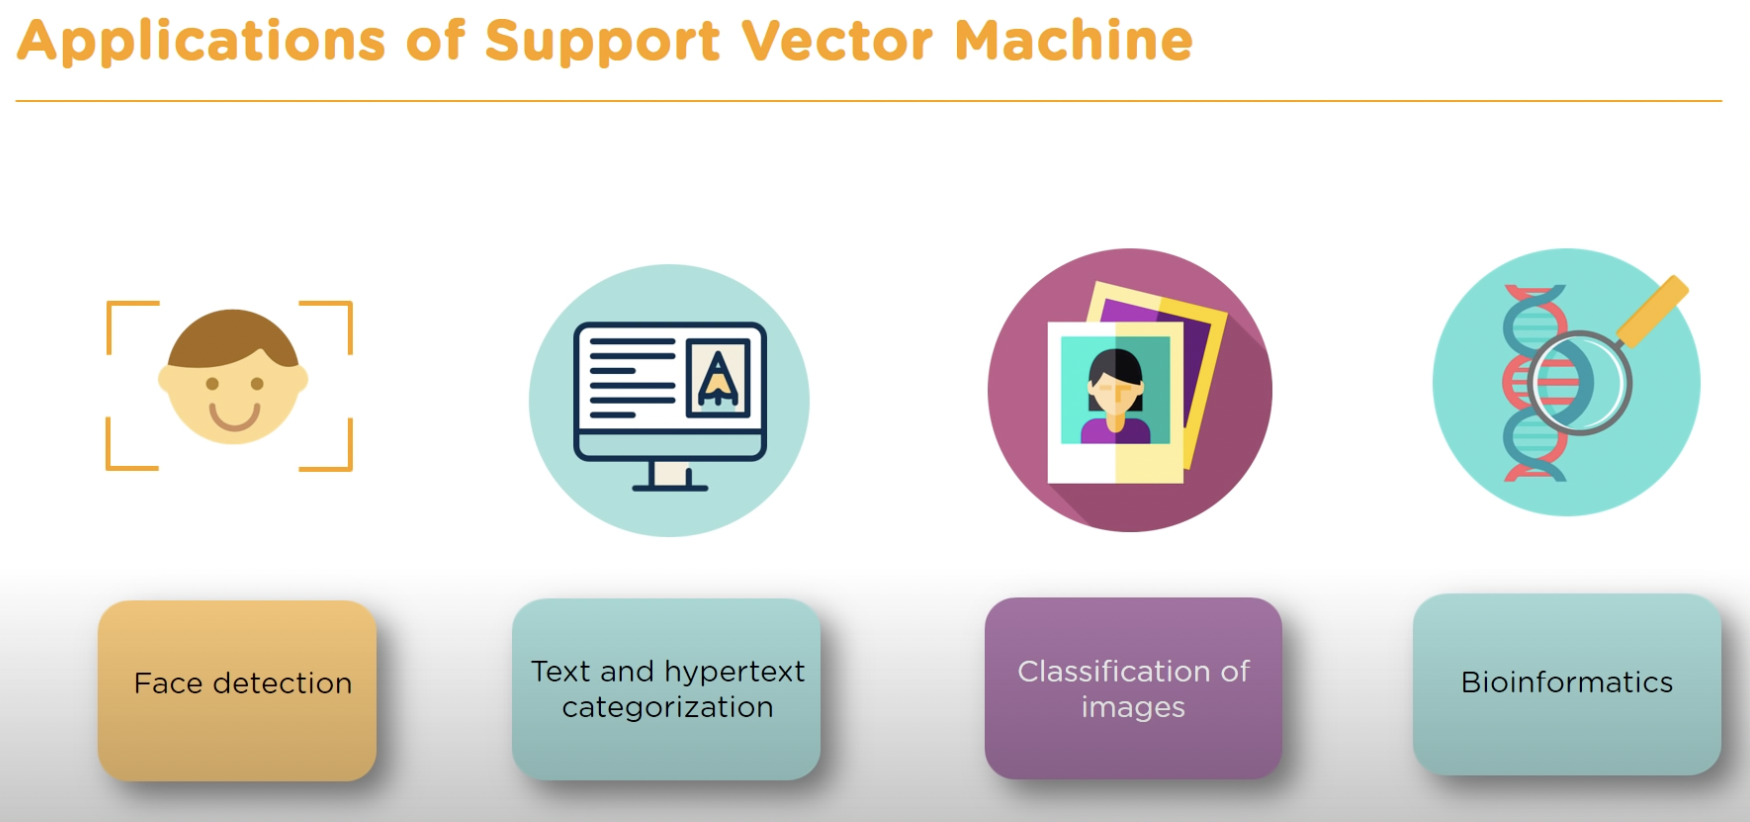 Applications of Support Vector Machine
Face detection
Text and hypertext
categorization
Classification of
images
Bioinformatics